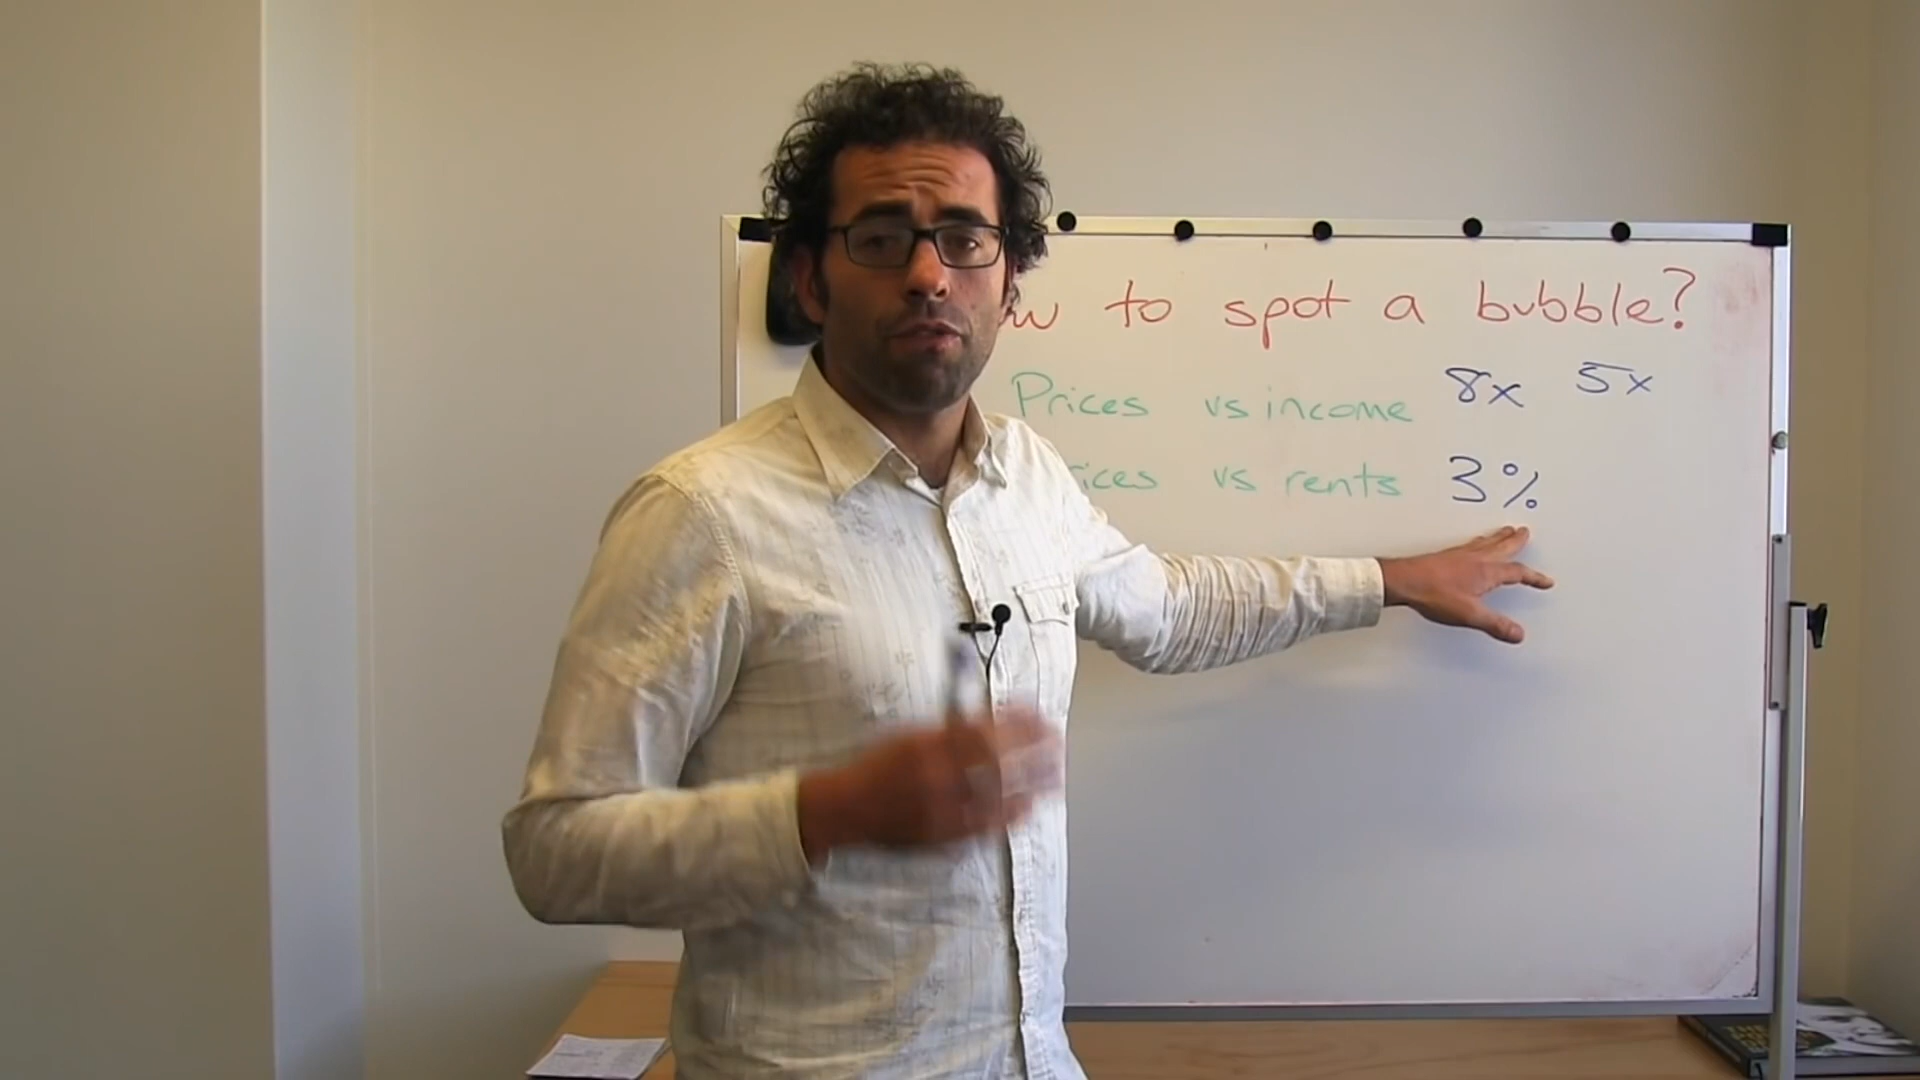 to spot a bubble?
Prices vs income 8x 5x
vs rents 3%